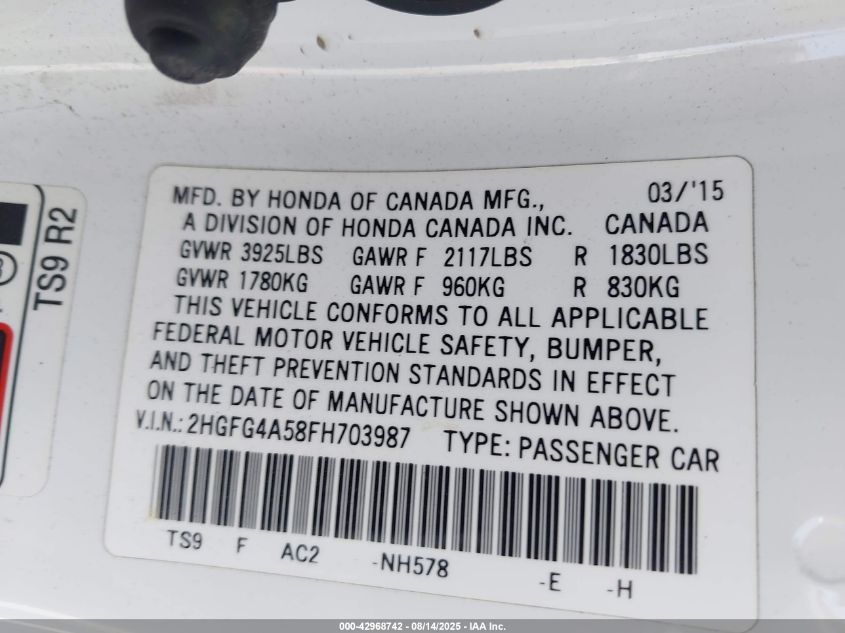 MFD. BY HONDA OF CANADA MFG., 03/'15
A DIVISION OF HONDA CANADA INC. CANADA
GVWR 3925LBS GAWR F 2117LBS R 1830LBS
GVWR 1780KG GAWR F 960KG R 830KG
THIS VEHICLE CONFORMS TO ALL APPLICABLE
FEDERAL MOTOR VEHICLE SAFETY, BUMPER,
AND THEFT PREVENTION STANDARDS IN EFFECT
ON THE DATE OF MANUFACTURE SHOWN ABOVE.
V.I.N.: 2HGFG4A58FH703987 TYPE: PASSENGER CAR
TS9 F AC2 -NH578 -E -H
TS9 R2
000-42968742 - 08/14/2025 - IAA Inc.